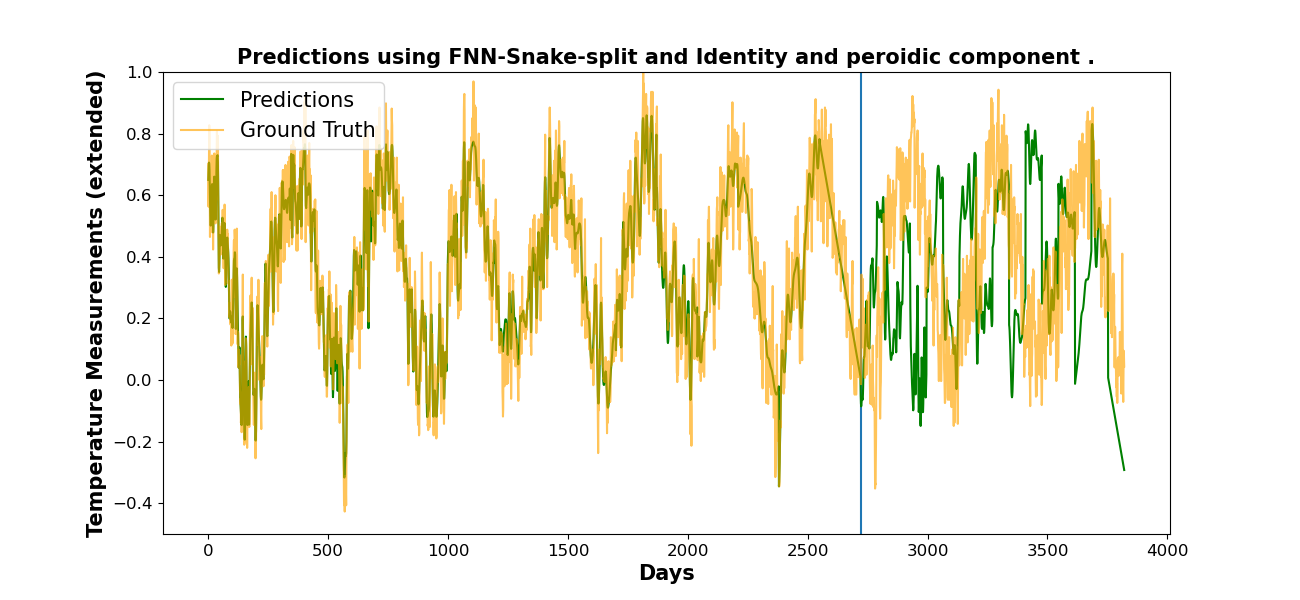 Predictions using FNN-Snake-split and Identity and peroidic component .
Temperature Measurements (extended)
1.0
0.8
0.6
0.4
0.2
0.0
−0.2
−0.4
Predictions
Ground Truth
0 500 1000 1500 2000 2500 3000 3500 4000
Days